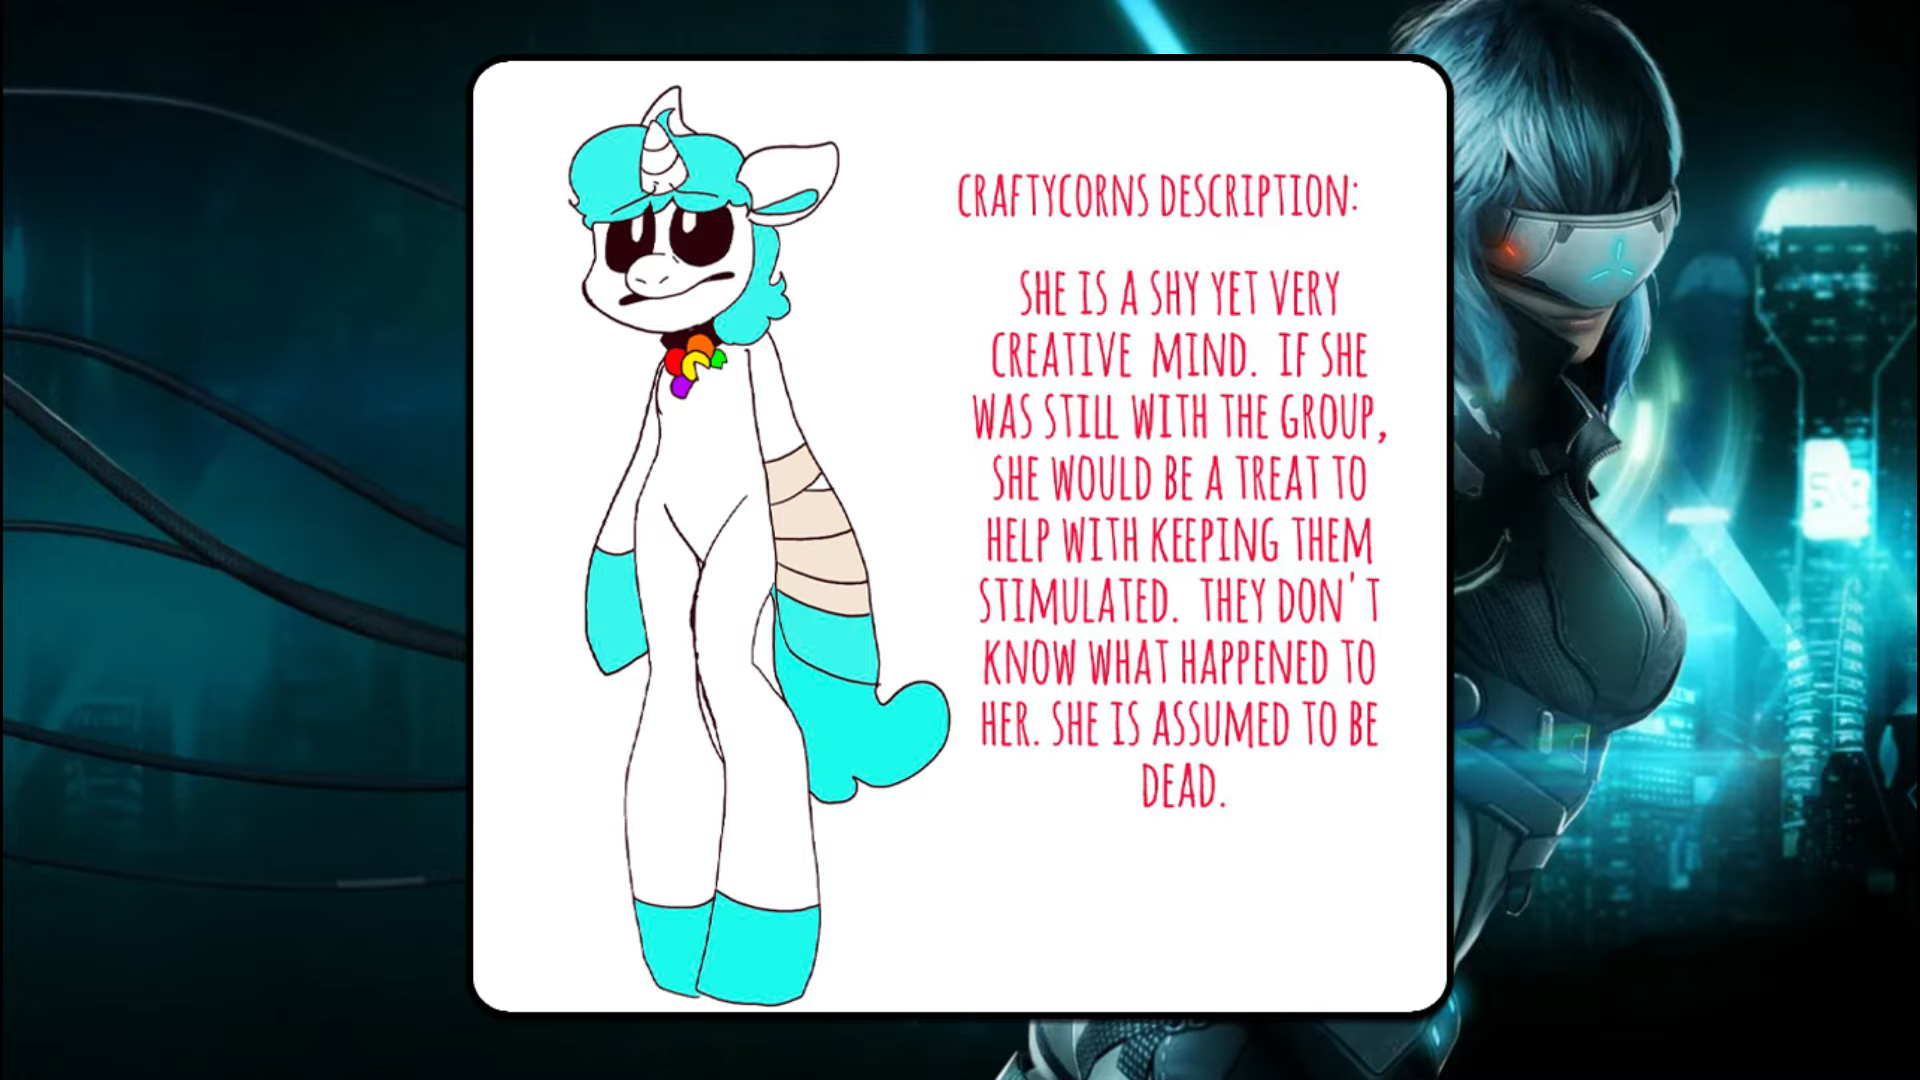 CRAFTYCORNS DESCRIPTION:
SHE IS A SHY YET VERY
CREATIVE MIND. IF SHE
WAS STILL WITH THE GROUP,
SHE WOULD BE A TREAT TO
HELP WITH KEEPING THEM
STIMULATED. THEY DON'T
KNOW WHAT HAPPENED TO
HER. SHE IS ASSUMED TO BE
DEAD.